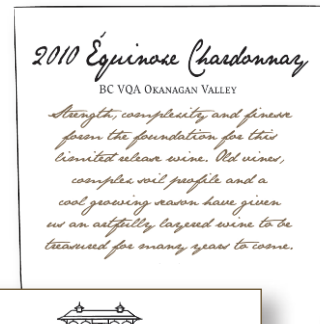 2010 Équinoxe Chardonnay
BC VQA Okanagan Valley
Strength, complexity and finesse
form the foundation for this
limited release wine. Old vines,
complex soil profile and a
cool growing season have given
us an artfully layered wine to be
treasured for many years to come.